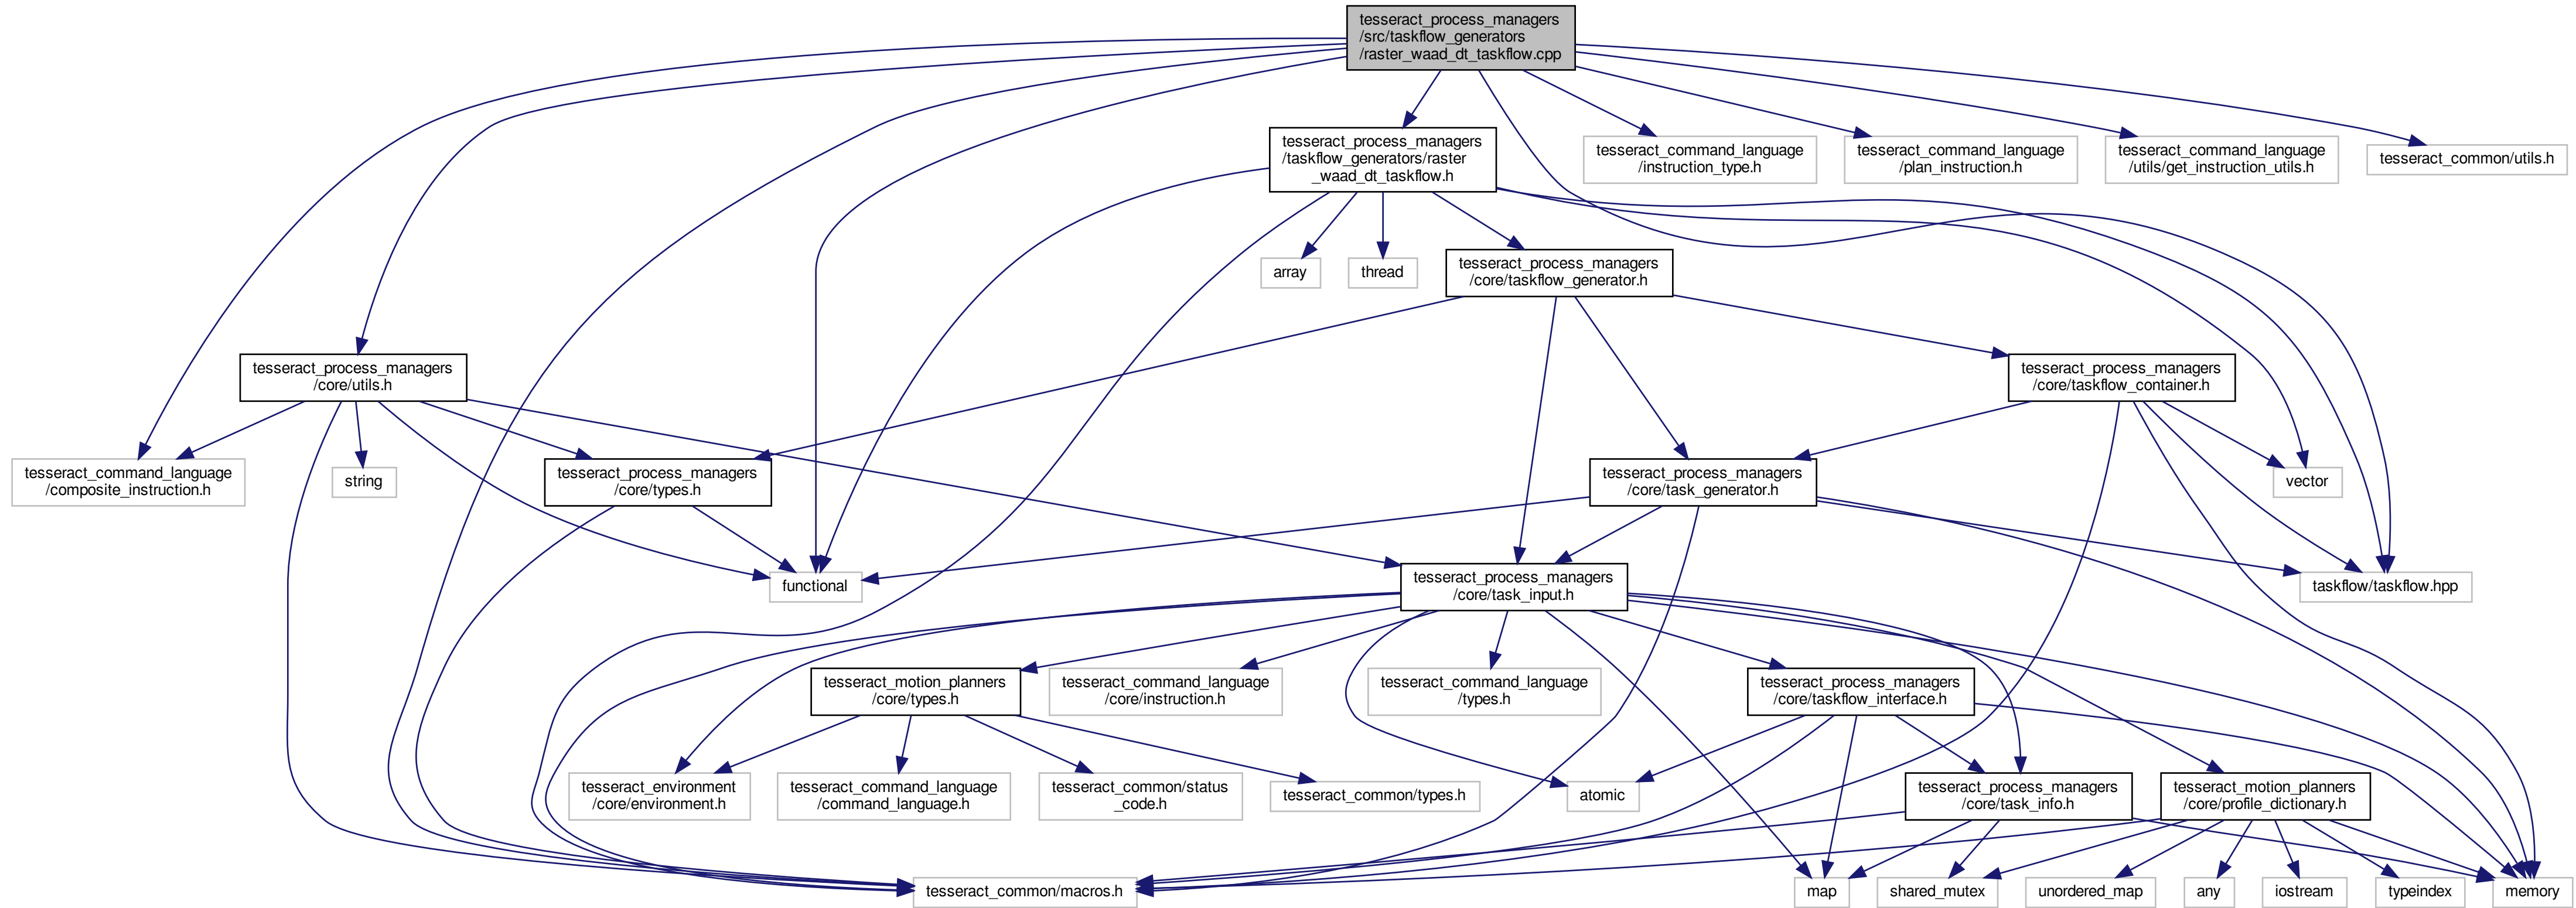 tesseract_process_managers
/src/taskflow_generators
/raster_waad_dt_taskflow.cpp
tesseract_process_managers
/taskflow_generators/raster
_waad_dt_taskflow.h
tesseract_command_language
/instruction_type.h
tesseract_command_language
/plan_instruction.h
tesseract_command_language
/utils/get_instruction_utils.h
tesseract_common/utils.h
array
thread
tesseract_process_managers
/core/taskflow_generator.h
tesseract_process_managers
/core/utils.h
tesseract_process_managers
/core/taskflow_container.h
tesseract_command_language
/composite_instruction.h
string
tesseract_process_managers
/core/types.h
tesseract_process_managers
/core/task_generator.h
vector
functional
tesseract_process_managers
/core/task_input.h
taskflow/taskflow.hpp
tesseract_motion_planners
/core/types.h
tesseract_command_language
/core/instruction.h
tesseract_command_language
/types.h
tesseract_process_managers
/core/taskflow_interface.h
tesseract_environment
/core/environment.h
tesseract_command_language
/command_language.h
tesseract_common/status
_code.h
tesseract_common/types.h
atomic
tesseract_process_managers
/core/task_info.h
tesseract_motion_planners
/core/profile_dictionary.h
tesseract_common/macros.h
map
shared_mutex
unordered_map
any
iostream
typeindex
memory